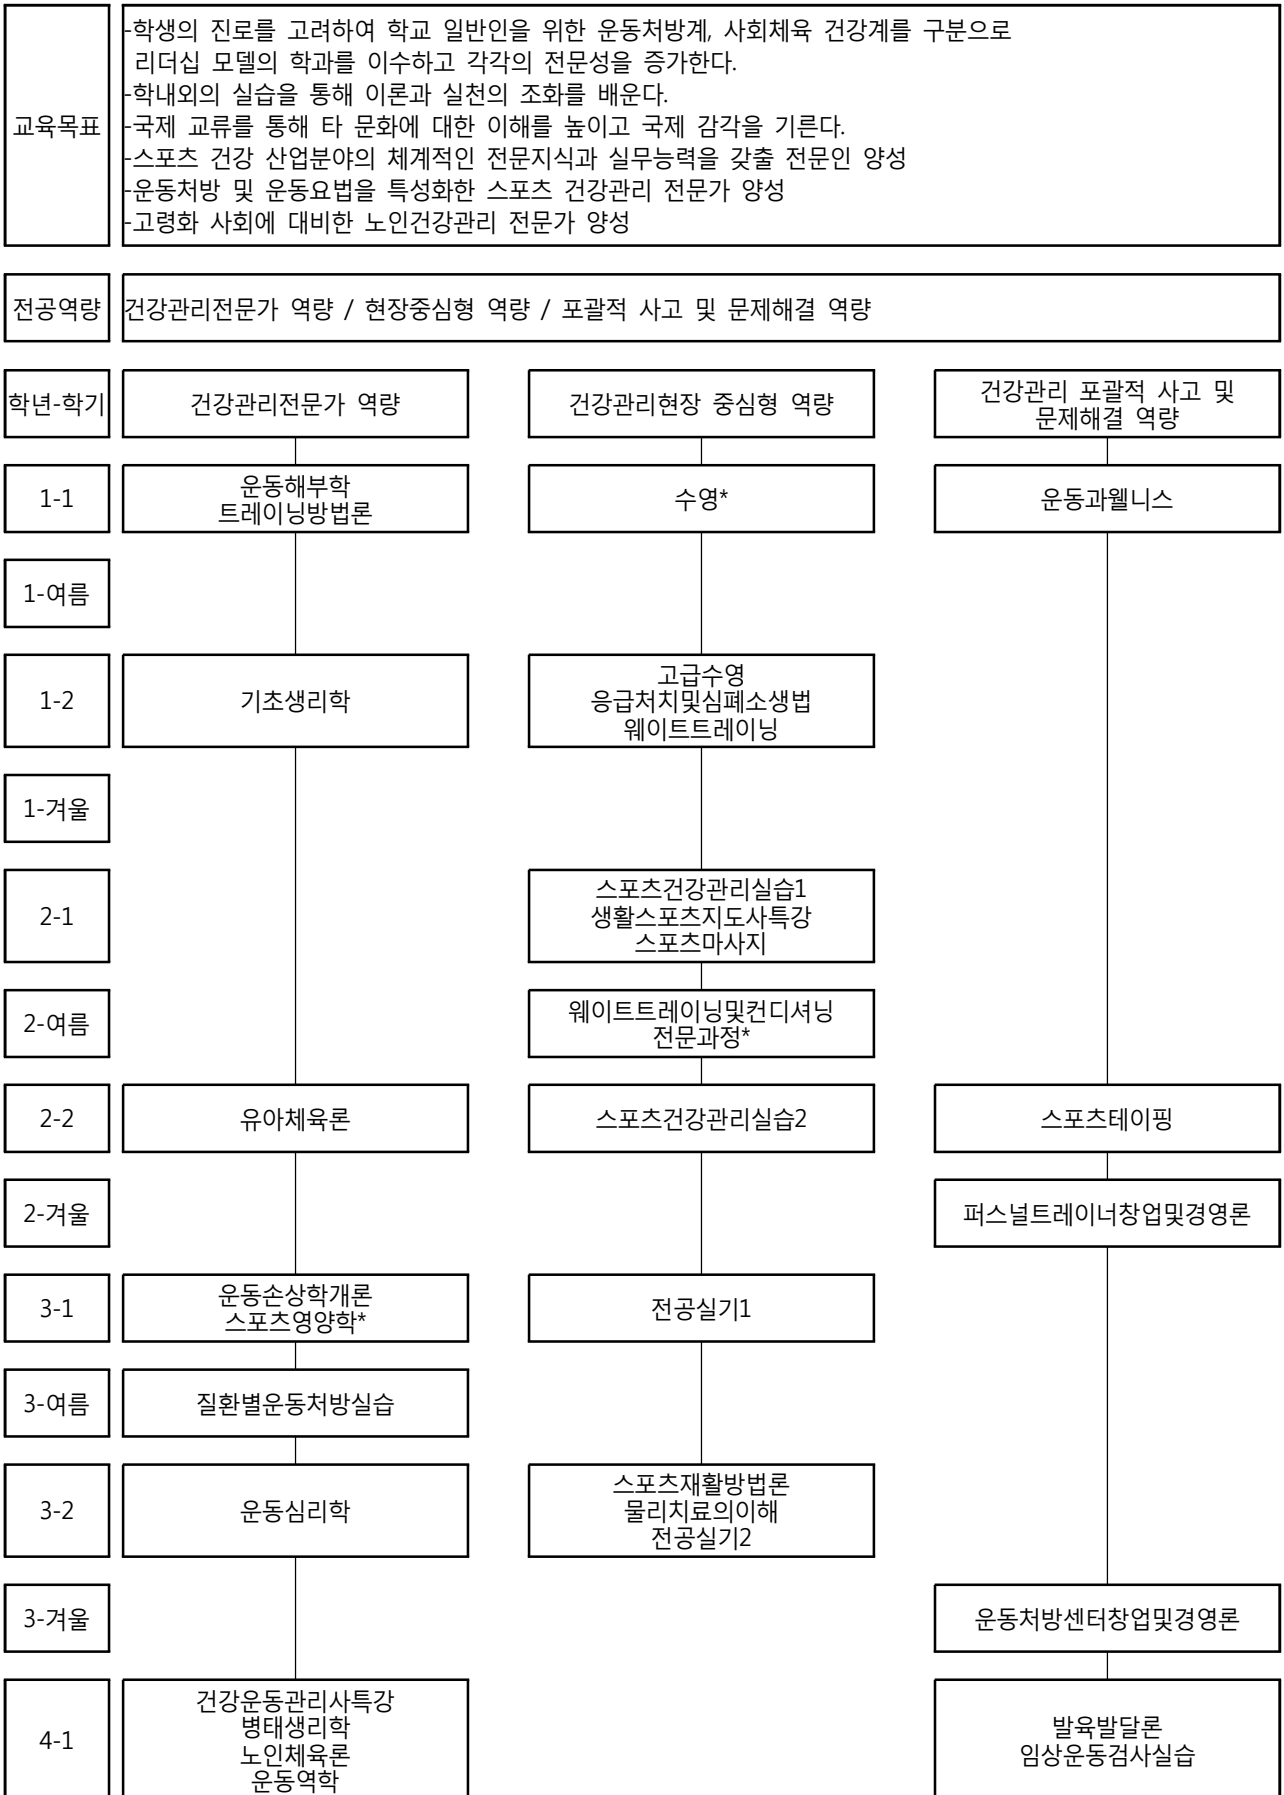 교육목표
-학생의 진로를 고려하여 학교 일반인을 위한 운동처방계, 사회체육 건강계를 구분으로
리더십 모델의 학과를 이수하고 각각의 전문성을 증가한다.
-학내외의 실습을 통해 이론과 실천의 조화를 배운다.
-국제 교류를 통해 타 문화에 대한 이해를 높이고 국제 감각을 기른다.
-스포츠 건강 산업분야의 체계적인 전문지식과 실무능력을 갖출 전문인 양성
-운동처방 및 운동요법을 특성화한 스포츠 건강관리 전문가 양성
-고령화 사회에 대비한 노인건강관리 전문가 양성
전공역량
건강관리전문가 역량 / 현장중심형 역량 / 포괄적 사고 및 문제해결 역량
학년-학기
건강관리전문가 역량
건강관리현장 중심형 역량
건강관리 포괄적 사고 및
문제해결 역량
1-1
운동해부학
트레이닝방법론
수영*
운동과웰니스
1-여름
1-2
기초생리학
고급수영
응급처치및심폐소생법
웨이트트레이닝
1-겨울
2-1
스포츠건강관리실습1
생활스포츠지도사특강
스포츠마사지
2-여름
웨이트트레이닝및컨디셔닝
전문과정*
2-2
유아체육론
스포츠건강관리실습2
스포츠테이핑
2-겨울
퍼스널트레이너창업및경영론
3-1
운동손상학개론
스포츠영양학*
전공실기1
3-여름
질환별운동처방실습
3-2
운동심리학
스포츠재활방법론
물리치료의이해
전공실기2
3-겨울
운동처방센터창업및경영론
4-1
건강운동관리사특강
병태생리학
노인체육론
운동역학
발육발달론
임상운동검사실습